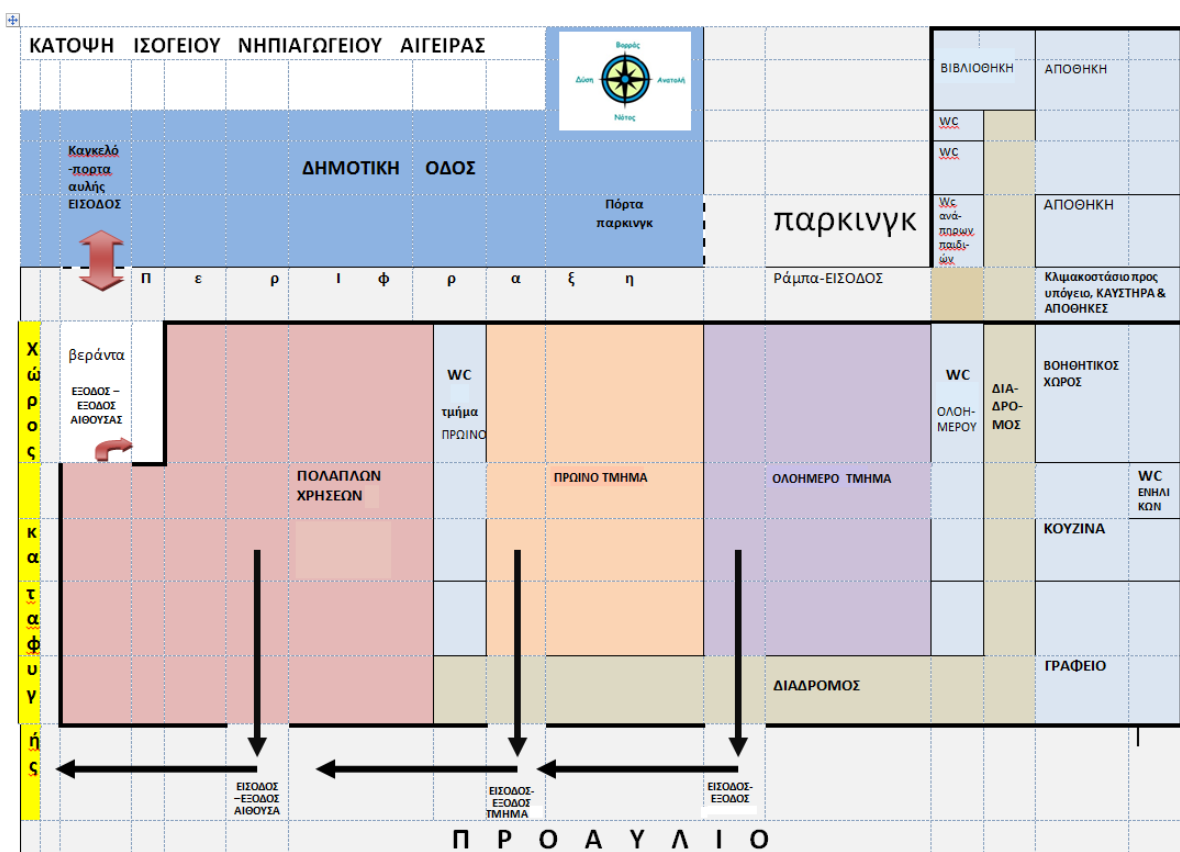 ΚΑΤΟΨΗ ΙΣΟΓΕΙΟΥ ΝΗΠΙΑΓΩΓΕΙΟΥ ΑΙΓΕΙΡΑΣ
Βορράς
Δύση
Ανατολή
Νότος
ΒΙΒΛΙΟΘΗΚΗ
ΑΠΟΘΗΚΗ
WC
WC
Καγκελό
-πορτα
αυλής
ΕΙΣΟΔΟΣ
ΔΗΜΟΤΙΚΗ ΟΔΟΣ
Πόρτα
παρκινγκ
παρκινγκ
Wc
ανά-
πηρων
παιδι-
ών
ΑΠΟΘΗΚΗ
Π ε ρ Ι φ ρ α ξ η
Ράμπα-ΕΙΣΟΔΟΣ
Κλιμακοστάσιο προς
υπόγειο, ΚΑΥΣΤΗΡΑ &
ΑΠΟΘΗΚΕΣ
Χ
ώ
ρ
ο
ς
κ
α
τ
α
φ
υ
γ
ή
ς
βεράντα
ΕΞΟΔΟΣ –
ΕΞΟΔΟΣ
ΑΙΘΟΥΣΑΣ
WC
τμήμα
ΠΡΩΙΝΟ
WC
ΟΛΟΗ-
ΜΕΡΟΥ
ΔΙΑ-
ΔΡΟ-
ΜΟΣ
ΒΟΗΘΗΤΙΚΟΣ
ΧΩΡΟΣ
ΠΟΛΑΠΛΩΝ
ΧΡΗΣΕΩΝ
ΠΡΩΙΝΟ ΤΜΗΜΑ
ΟΛΟΗΜΕΡΟ ΤΜΗΜΑ
WC
ΕΝΗΛΙ
ΚΩΝ
ΚΟΥΖΙΝΑ
ΔΙΑΔΡΟΜΟΣ
ΓΡΑΦΕΙΟ
ΕΙΣΟΔΟΣ
–ΕΞΟΔΟΣ
ΑΙΘΟΥΣΑ
ΕΙΣΟΔΟΣ-
ΕΞΟΔΟΣ
ΤΜΗΜΑ
ΕΙΣΟΔΟΣ-
ΕΞΟΔΟΣ
Π Ρ Ο Α Υ Λ Ι Ο